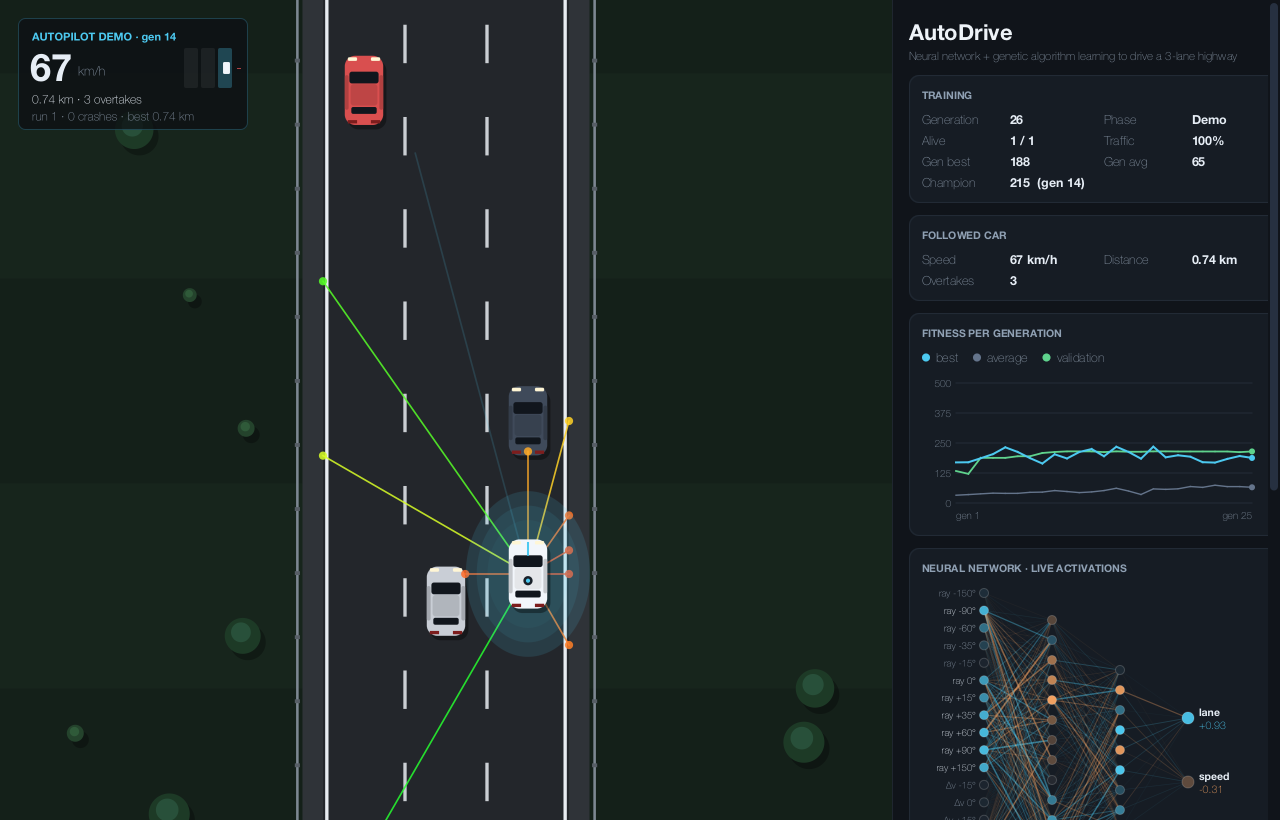 AUTOPILOT DEMO · gen 14
67 km/h
0.74 km · 3 overtakes
run 1 · 0 crashes · best 0.74 km
AutoDrive
Neural network + genetic algorithm learning to drive a 3-lane highway
TRAINING
Generation 26 Phase Demo
Alive 1 / 1 Traffic 100%
Gen best 188 Gen avg 65
Champion 215 (gen 14)
FOLLOWED CAR
Speed 67 km/h Distance 0.74 km
Overtakes 3
FITNESS PER GENERATION
best average validation
500
375
250
125
0
gen 1 gen 25
NEURAL NETWORK · LIVE ACTIVATIONS
ray -150°
ray -90°
ray -60°
ray -35°
ray -15°
ray 0°
ray +15°
ray +35°
ray +60°
ray +90°
ray +150°
Δv -15°
Δv 0°
Δv +15°
lane
+0.93
speed
-0.31